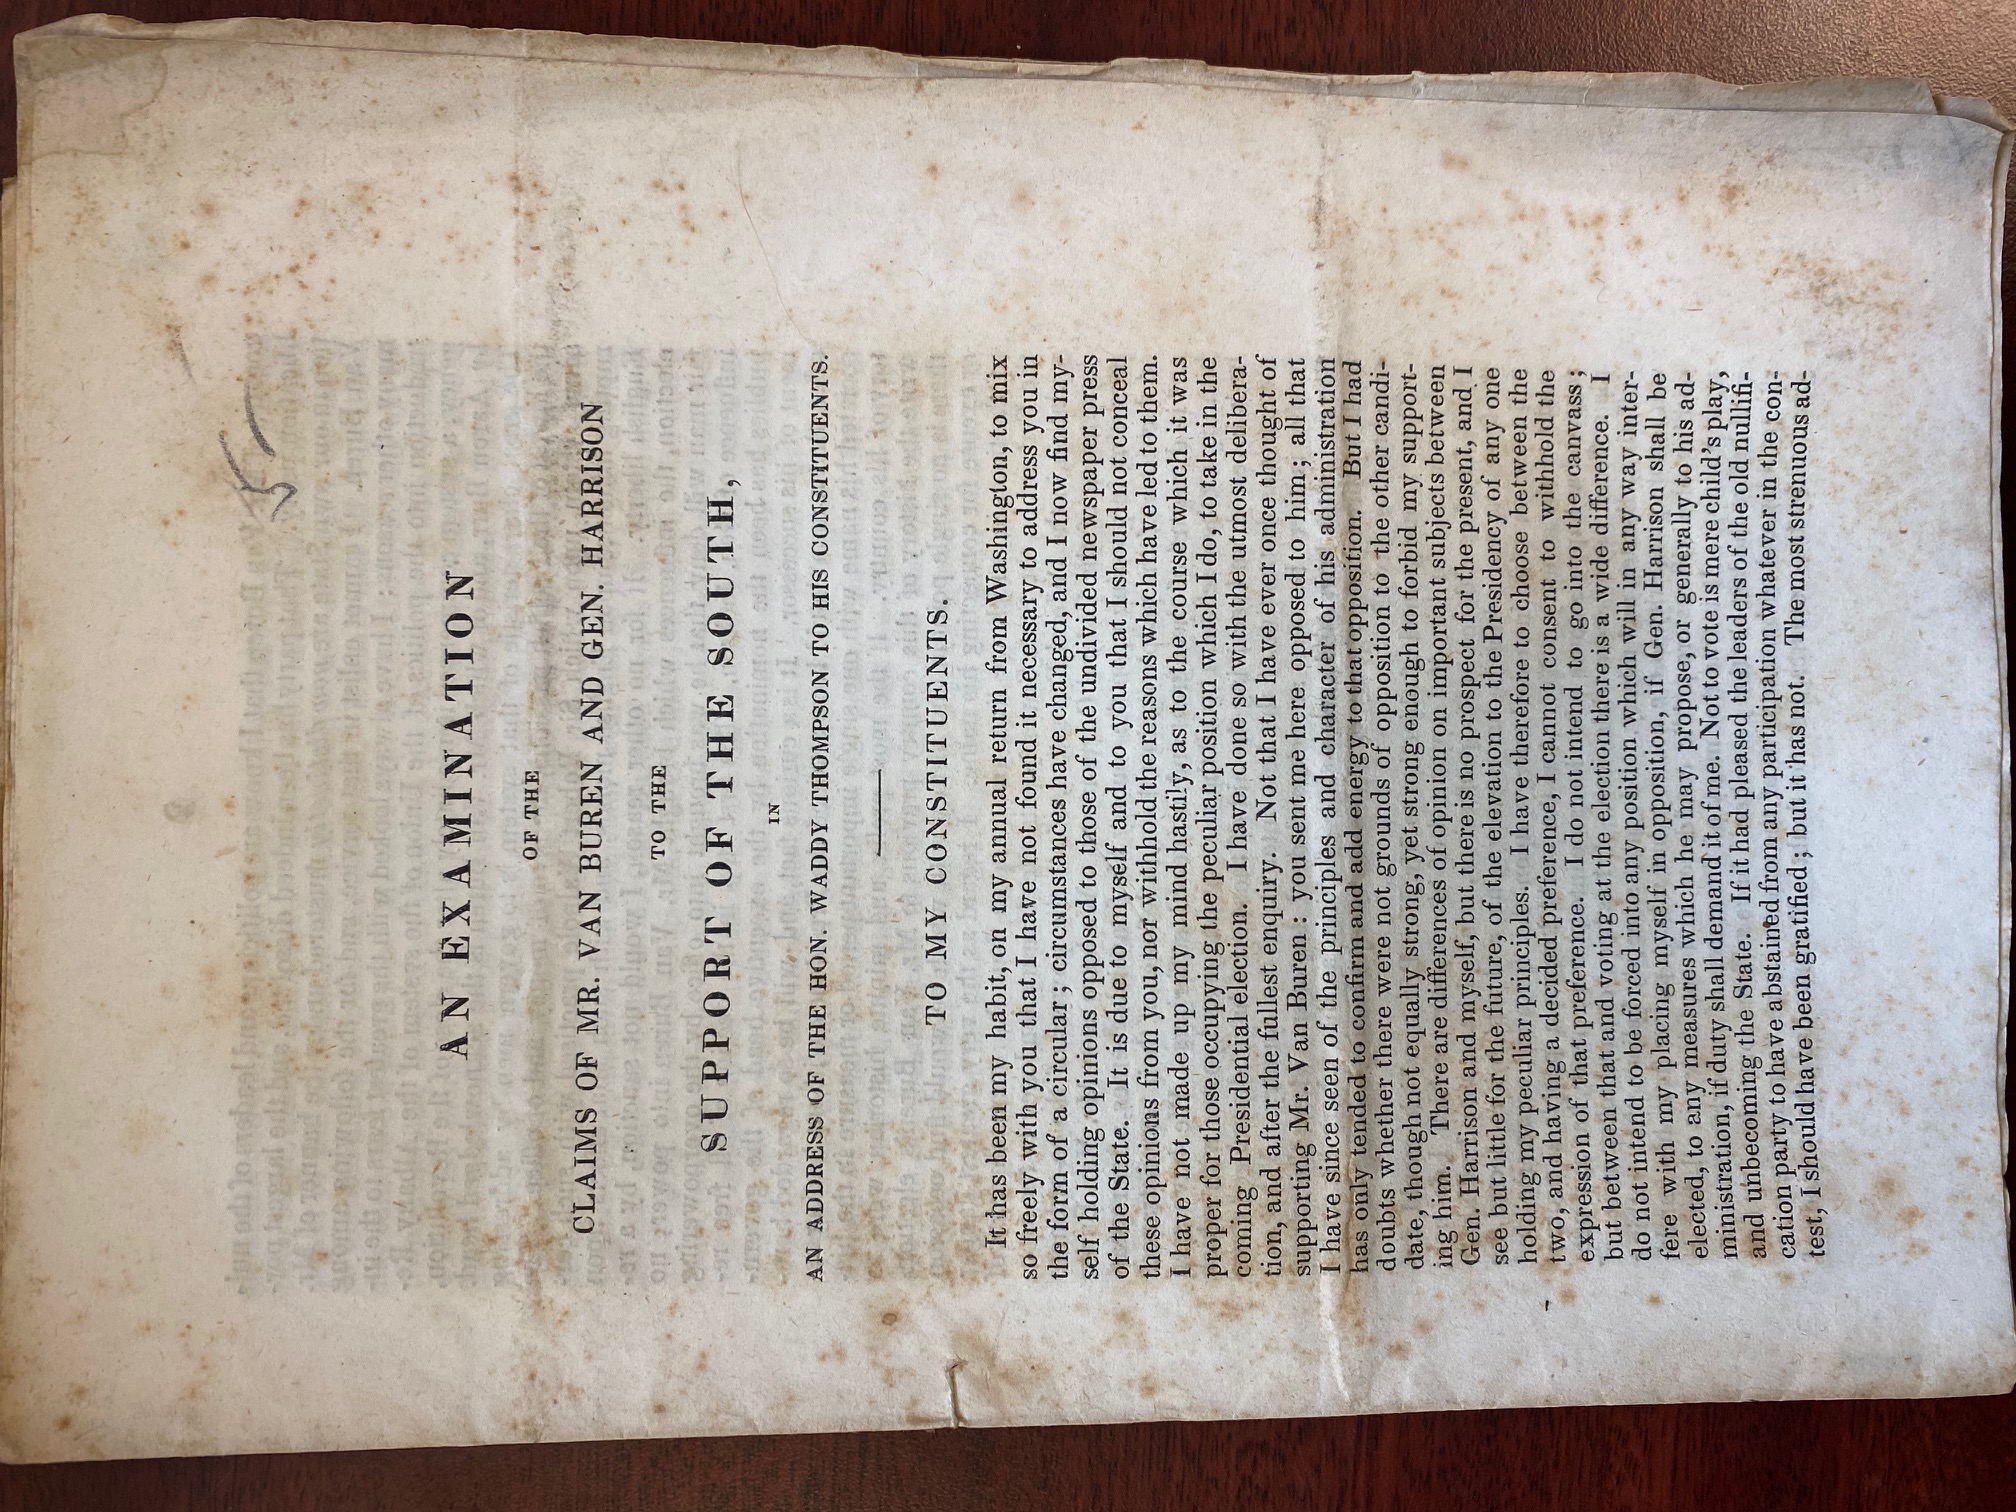 5
AN EXAMINATION
OF THE
CLAIMS OF MR. VAN BUREN AND GEN. HARRISON
TO THE
SUPPORT OF THE SOUTH,
IN
AN ADDRESS OF THE HON. WADDY THOMPSON TO HIS CONSTITUENTS.
TO MY CONSTITUENTS.
It has been my habit, on my annual return from Washington, to mix
so freely with you that I have not found it necessary to address you in
the form of a circular; circumstances have changed, and I now find my-
self holding opinions opposed to those of the undivided newspaper press
of the State. It is due to myself and to you that I should not conceal
these opinions from you, nor withhold the reasons which have led to them.
I have not made up my mind hastily, as to the course which it was
proper for those occupying the peculiar position which I do, to take in the
coming Presidential election. I have done so with the utmost delibera-
tion, and after the fullest enquiry. Not that I have ever once thought of
supporting Mr. Van Buren: you sent me here opposed to him; all that
I have since seen of the principles and character of his administration
has only tended to confirm and add energy to that opposition. But I had
doubts whether there were not grounds of opposition to the other candi-
date, though not equally strong, yet strong enough to forbid my support-
ing him. There are differences of opinion on important subjects between
Gen. Harrison and myself, but there is no prospect for the present, and I
see but little for the future, of the elevation to the Presidency of any one
holding my peculiar principles. I have therefore to choose between the
two, and having a decided preference, I cannot consent to withhold the
expression of that preference. I do not intend to go into the canvass;
but between that and voting at the election there is a wide difference. I
do not intend to be forced into any position which will in any way inter-
fere with my placing myself in opposition, if Gen. Harrison shall be
elected, to any measures which he may propose, or generally to his ad-
ministration, if duty shall demand it of me. Not to vote is mere child's play,
and unbecoming the State. If it had pleased the leaders of the old nullifi-
cation party to have abstained from any participation whatever in the con-
test, I should have been gratified; but it has not. The most strenuous ad-